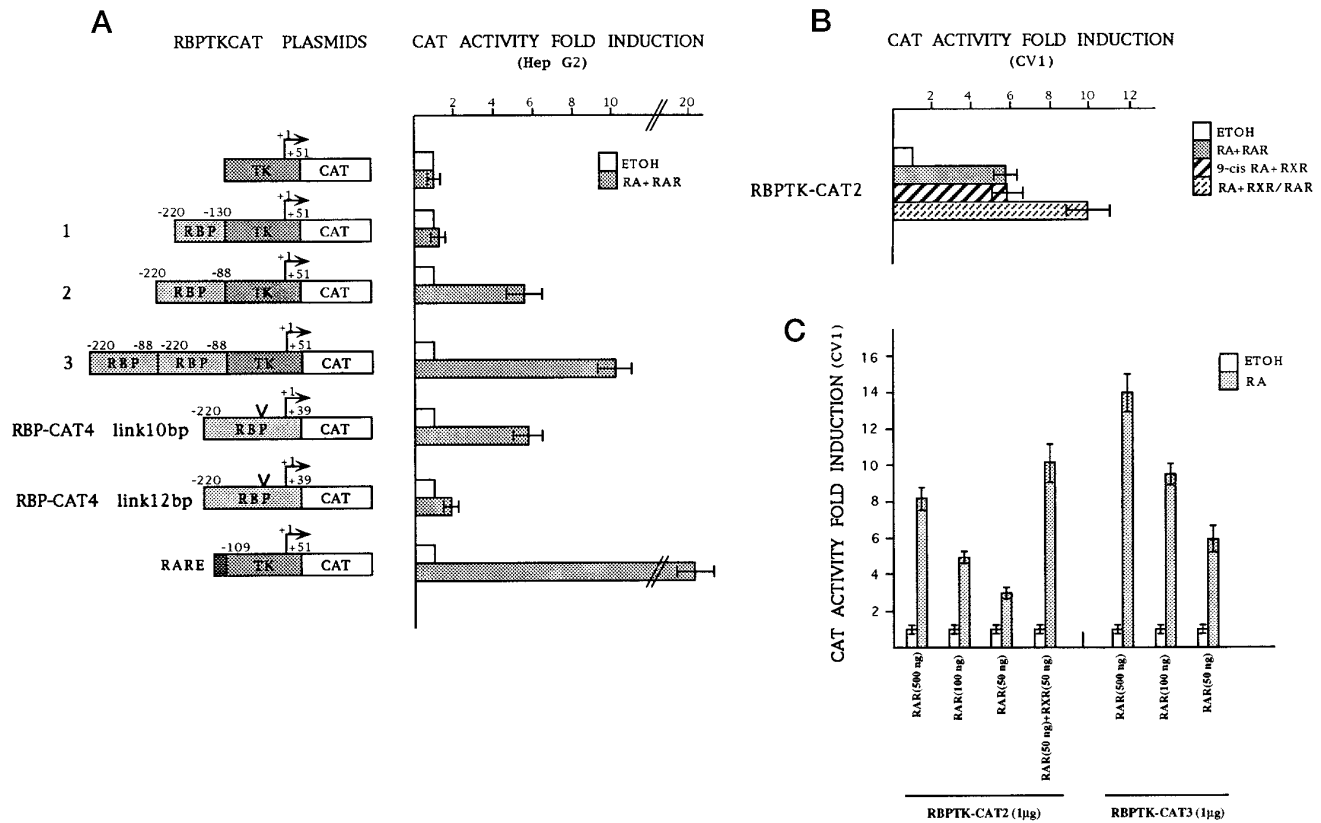 A
RBPTKCAT PLASMIDS
CAT ACTIVITY FOLD INDUCTION
(Hep G2)
2 4 6 8 10 20
ETOH
RA+RAR
+1
+51
TK CAT
1
-220 -130
+1
+51
RBP TK CAT
2
-220 -88
+1
+51
RBP TK CAT
3
-220 -88 -220 -88
+1
+51
RBP RBP TK CAT
RBP-CAT4 link10bp
-220
+1
+39
RBP CAT
RBP-CAT4 link12bp
-220
+1
+39
RBP CAT
RARE
-109
+1
+51
TK CAT
B
CAT ACTIVITY FOLD INDUCTION
(CV1)
2 4 6 8 10 12
RBPTK-CAT2
ETOH
RA+RAR
9-cis RA+RXR
RA+RXR/RAR
C
CAT ACTIVITY FOLD INDUCTION (CV1)
16
14
12
10
8
6
4
2
ETOH
RA
RAR(500 ng)
RAR(100 ng)
RAR(50 ng)
RAR(50 ng)+RXR(50 ng)
RAR(500 ng)
RAR(100 ng)
RAR(50 ng)
RBPTK-CAT2 (1µg)
RBPTK-CAT3 (1µg)